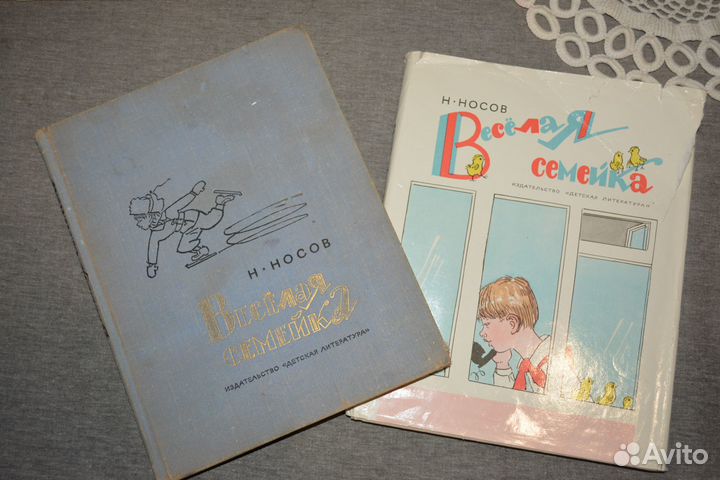 Н·НОСОВ
Весёлая
семейка
ИЗДАТЕЛЬСТВО «ДЕТСКАЯ ЛИТЕРАТУРА»
Н·НОСОВ
Весёлая
семейка
ИЗДАТЕЛЬСТВО «ДЕТСКАЯ ЛИТЕРАТУРА»
Avito